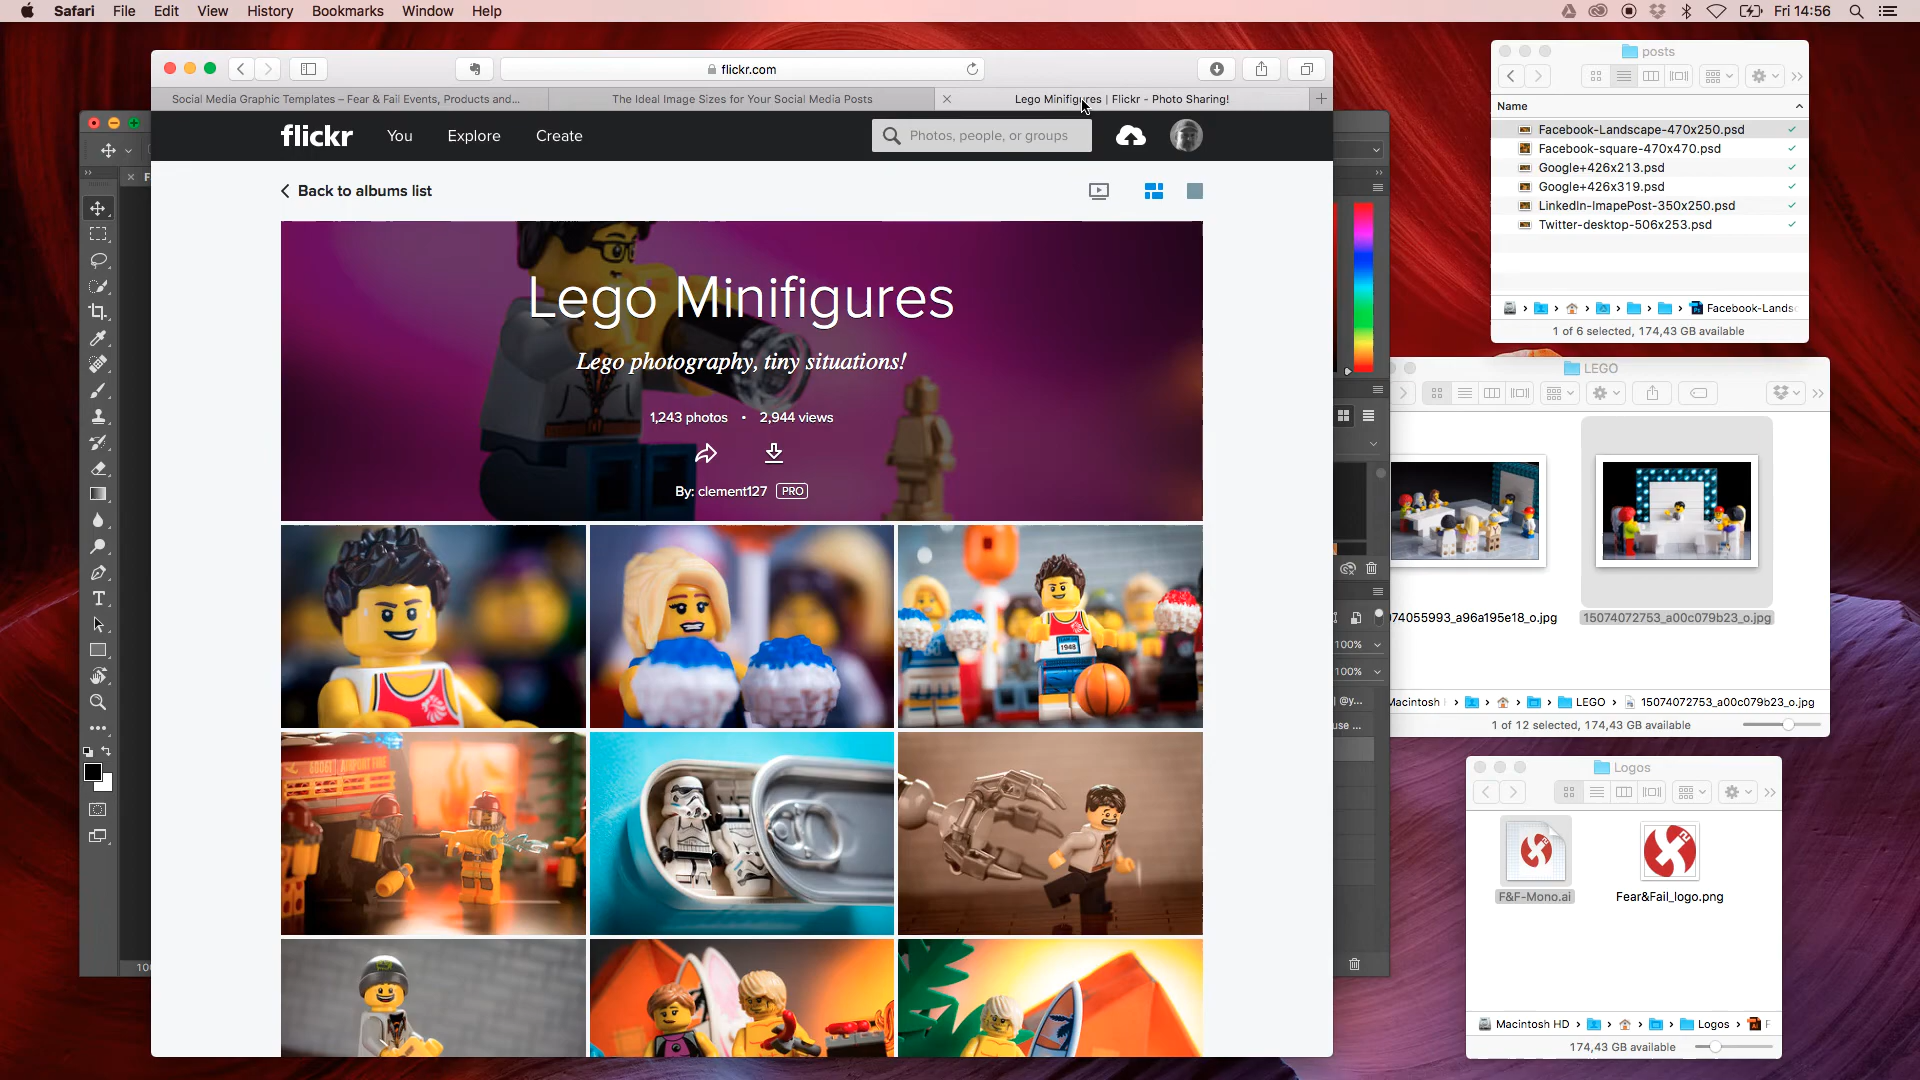 Safari File Edit View History Bookmarks Window Help
Fri 14:56
flickr.com
Social Media Graphic Templates – Fear & Fail Events, Products and...
The Ideal Image Sizes for Your Social Media Posts
Lego Minifigures | Flickr - Photo Sharing!
flickr You Explore Create
Photos, people, or groups
Back to albums list
Lego Minifigures
Lego photography, tiny situations!
1,243 photos • 2,944 views
By: clement127 PRO
1948
F
100
100%
100%
@y...
use ...
posts
Name
Facebook-Landscape-470x250.psd
Facebook-square-470x470.psd
Google+426x213.psd
Google+426x319.psd
LinkedIn-ImapePost-350x250.psd
Twitter-desktop-506x253.psd
Facebook-Lands
1 of 6 selected, 174,43 GB available
LEGO
74055993_a96a195e18_o.jpg
15074072753_a00c079b23_o.jpg
Macintosh LEGO 15074072753_a00c079b23_o.jpg
1 of 12 selected, 174,43 GB available
Logos
F&F-Mono.ai
Fear&Fail_logo.png
Macintosh HD Logos F
174,43 GB available